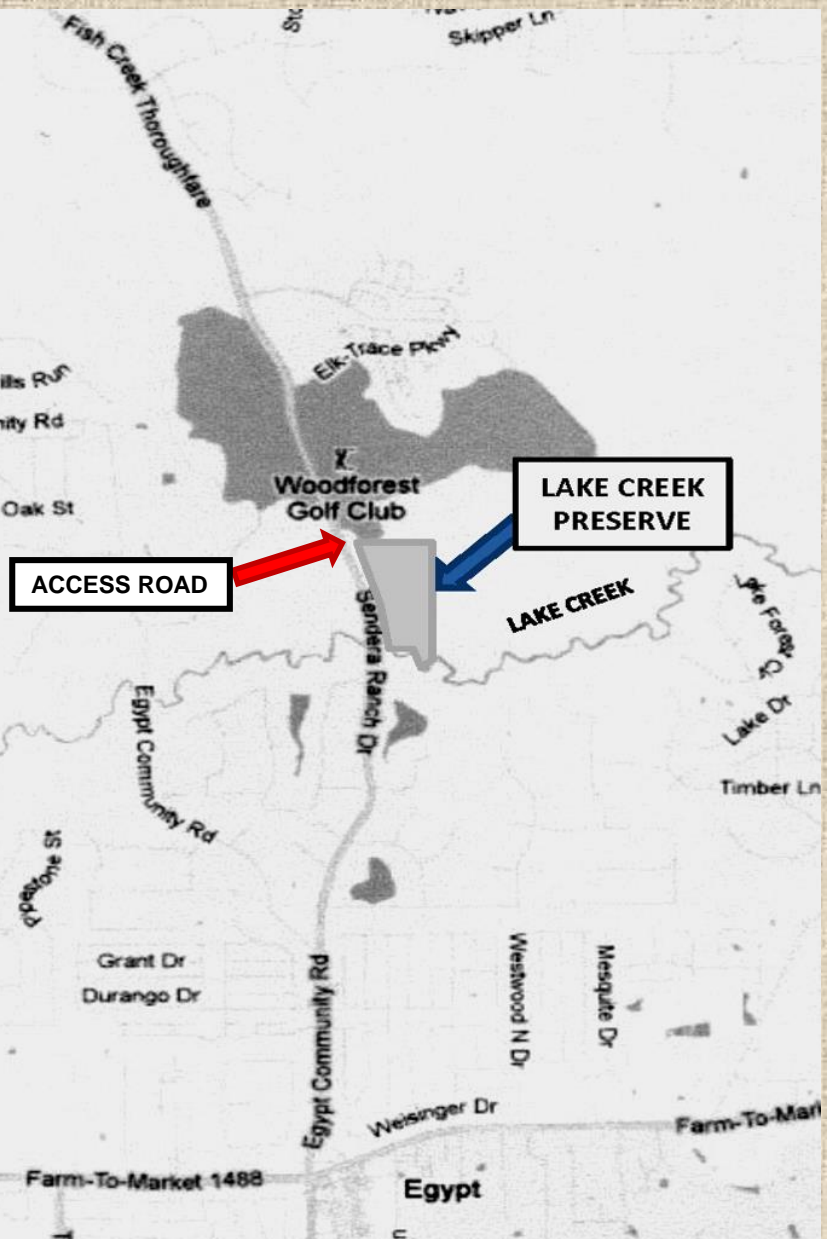 Skipper Ln
Fish Creek Thoroughfare
Elk-Trace Pkwy
ills Run
nity Rd
Woodforest
Golf Club
Oak St
LAKE CREEK
PRESERVE
ACCESS ROAD
LAKE CREEK
Sendera Ranch Dr
Lake Forest
Egypt Community Rd
Lake Dr
Timber Ln
Grant Dr
Durango Dr
Egypt Community Rd
Westwood N Dr
Mesquite Dr
Weisinger Dr
Farm-To-Mar
Farm-To-Market 1488
Egypt